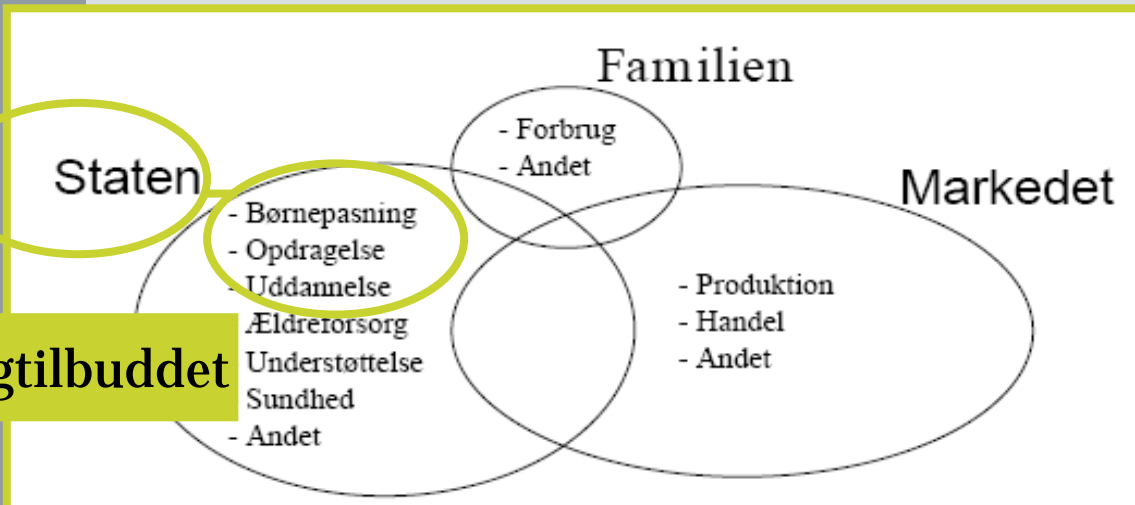 Familien
- Forbrug
- Andet
Staten
Markedet
- Børnepasning
- Opdragelse
- Uddannelse
Ældreforsorg
Understøttelse
Sundhed
- Andet
- Produktion
- Handel
- Andet
gtilbuddet